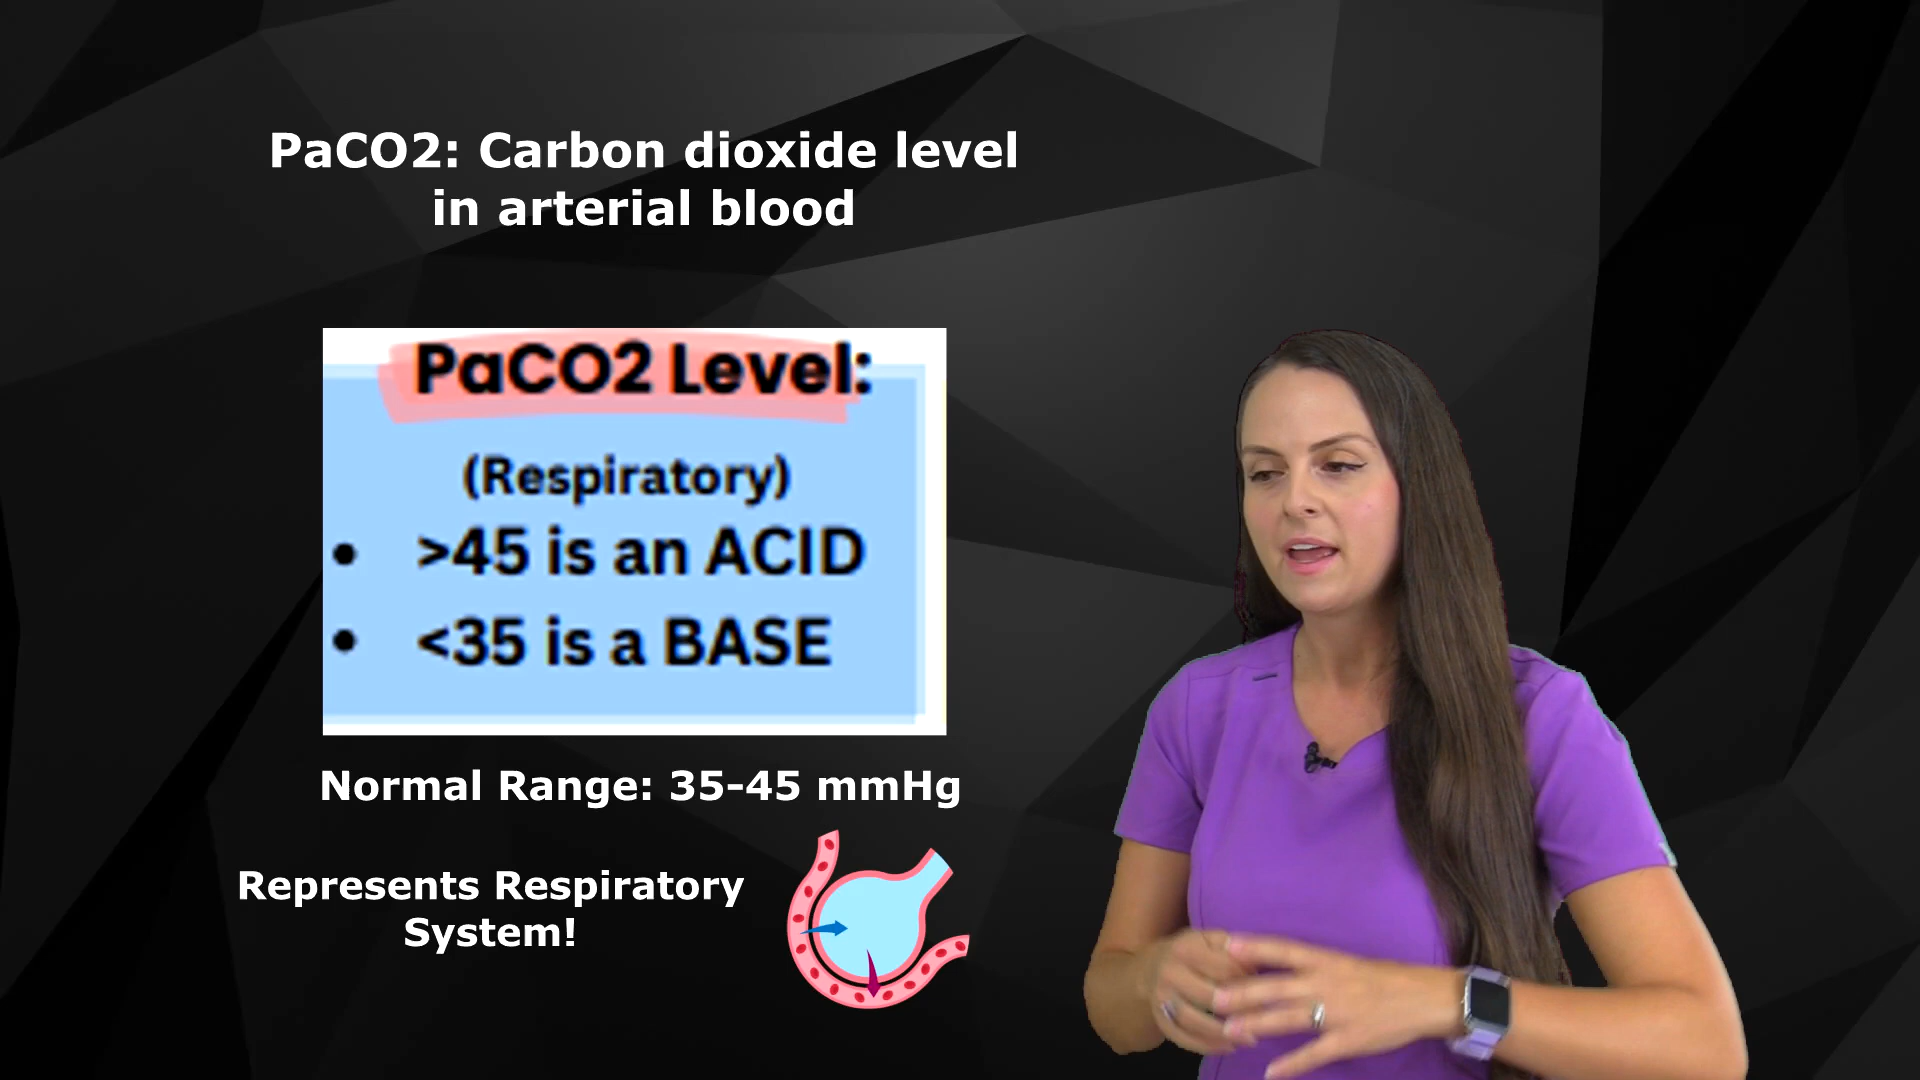 PaCO2: Carbon dioxide level
in arterial blood
PaCO2 Level:
(Respiratory)
• >45 is an ACID
• <35 is a BASE
Normal Range: 35-45 mmHg
Represents Respiratory
System!